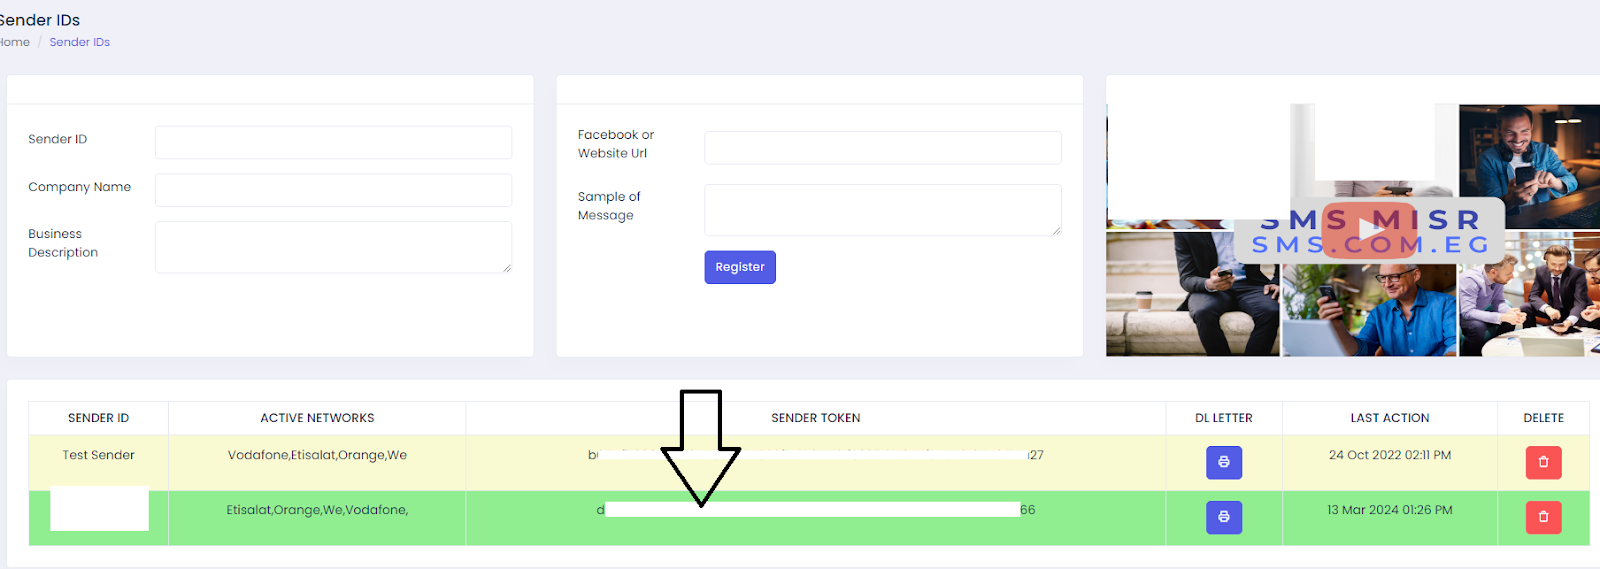 Sender IDs
Home / Sender IDs
Sender ID
Company Name
Business
Description
Facebook or
Website Url
Sample of
Message
Register
SMS MISR
SMS.COM.EG
SENDER ID ACTIVE NETWORKS SENDER TOKEN DL LETTER LAST ACTION DELETE
Test Sender Vodafone,Etisalat,Orange,We 27 24 Oct 2022 02:11 PM
Etisalat,Orange,We,Vodafone, d 66 13 Mar 2024 01:26 PM